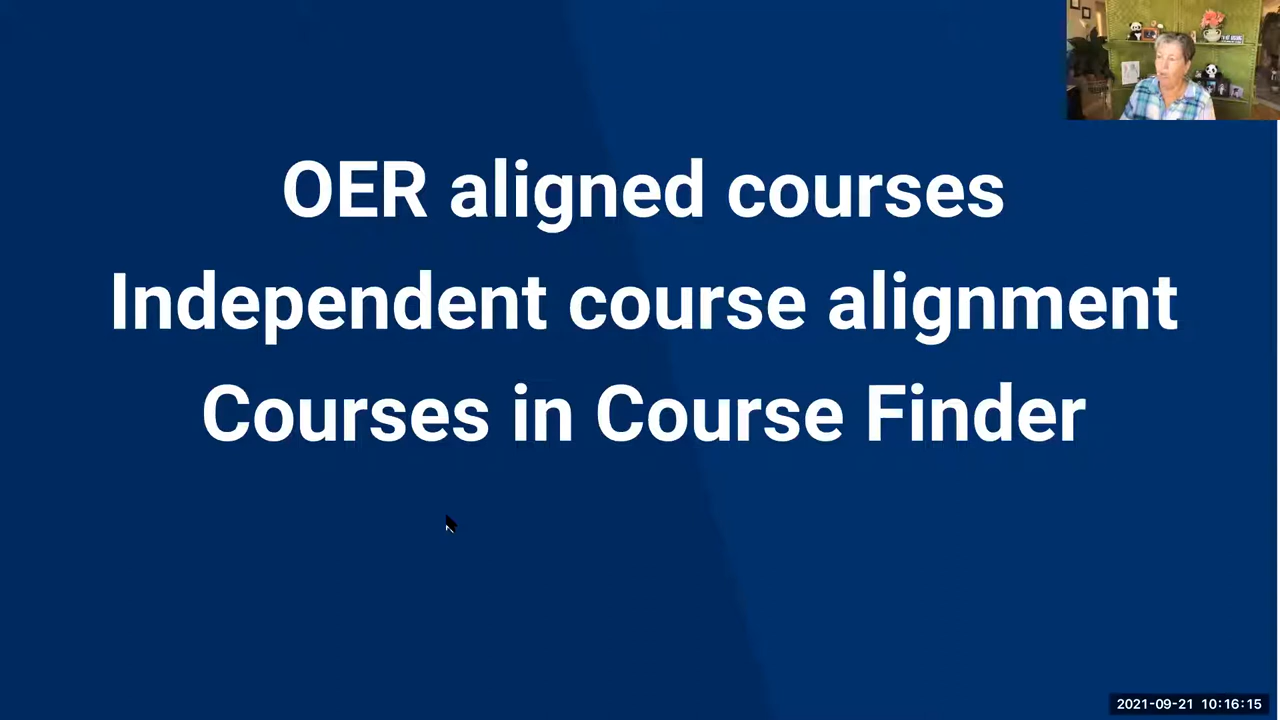 OER aligned courses
Independent course alignment
Courses in Course Finder
2021-09-21 10:16:15